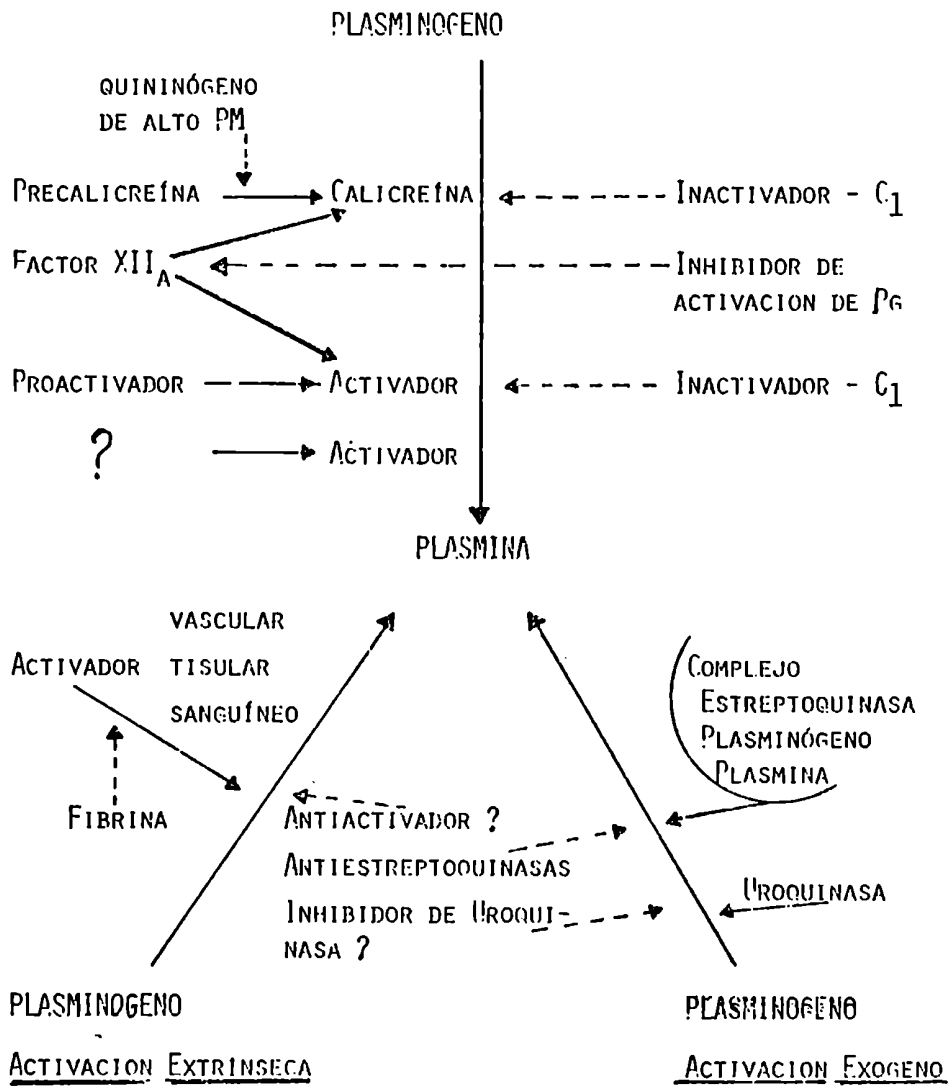 PLASMINOGENO
QUININÓGENO
DE ALTO PM
PRECALICREÍNA
CALICREÍNA
INACTIVADOR - C1
FACTOR XIIA
INHIBIDOR DE
ACTIVACION DE PG
PROACTIVADOR
ACTIVADOR
INACTIVADOR - C1
?
ACTIVADOR
PLASMINA
VASCULAR
ACTIVADOR TISULAR
SANGUÍNEO
FIBRINA
COMPLEJO
ESTREPTOQUINASA
PLASMINÓGENO
PLASMINA
ANTIACTIVADOR ?
ANTIESTREPTOQUINASAS
INHIBIDOR DE UROQUI-
NASA ?
UROQUINASA
PLASMINOGENO
ACTIVACION EXTRINSECA
PLASMINOGENO
ACTIVACION EXOGENO